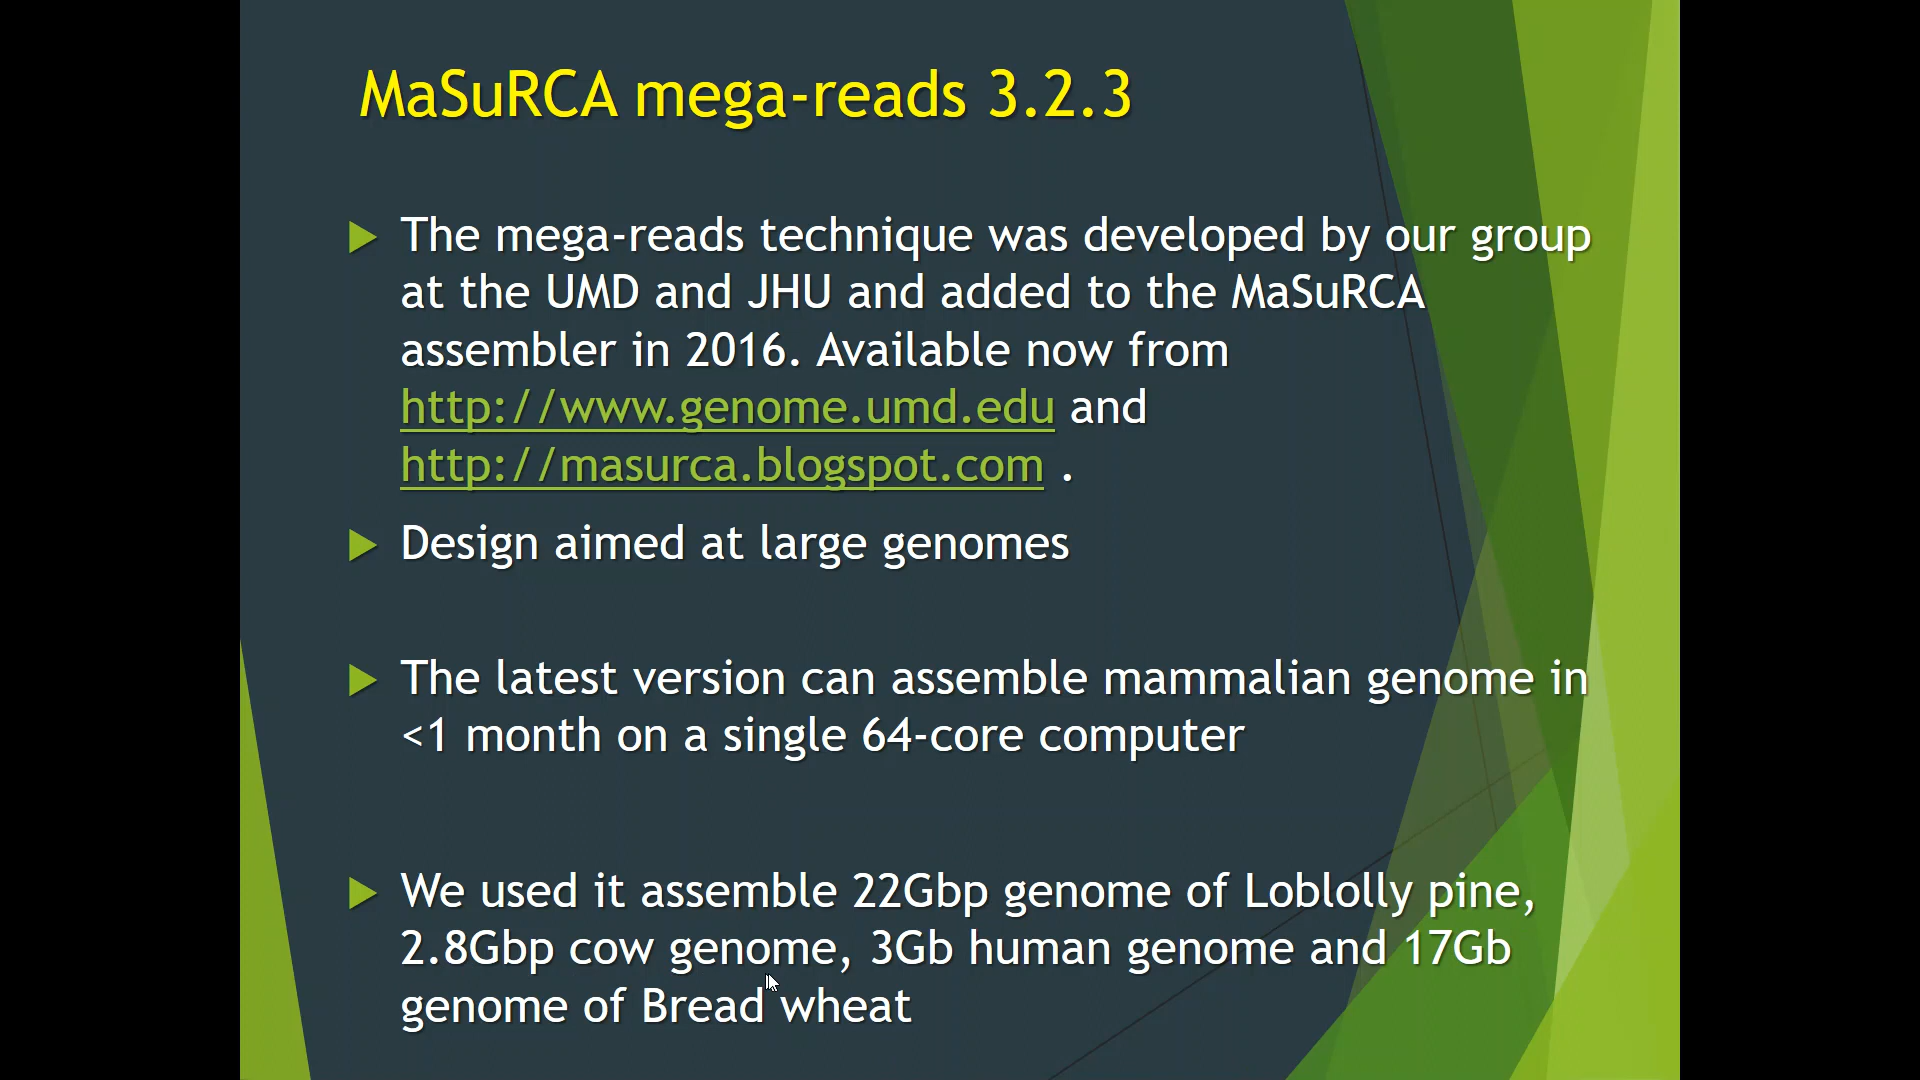 MaSuRCA mega-reads 3.2.3
The mega-reads technique was developed by our group
at the UMD and JHU and added to the MaSuRCA
assembler in 2016. Available now from
http://www.genome.umd.edu and
http://masurca.blogspot.com .
Design aimed at large genomes
The latest version can assemble mammalian genome in
<1 month on a single 64-core computer
We used it assemble 22Gbp genome of Loblolly pine,
2.8Gbp cow genome, 3Gb human genome and 17Gb
genome of Bread wheat